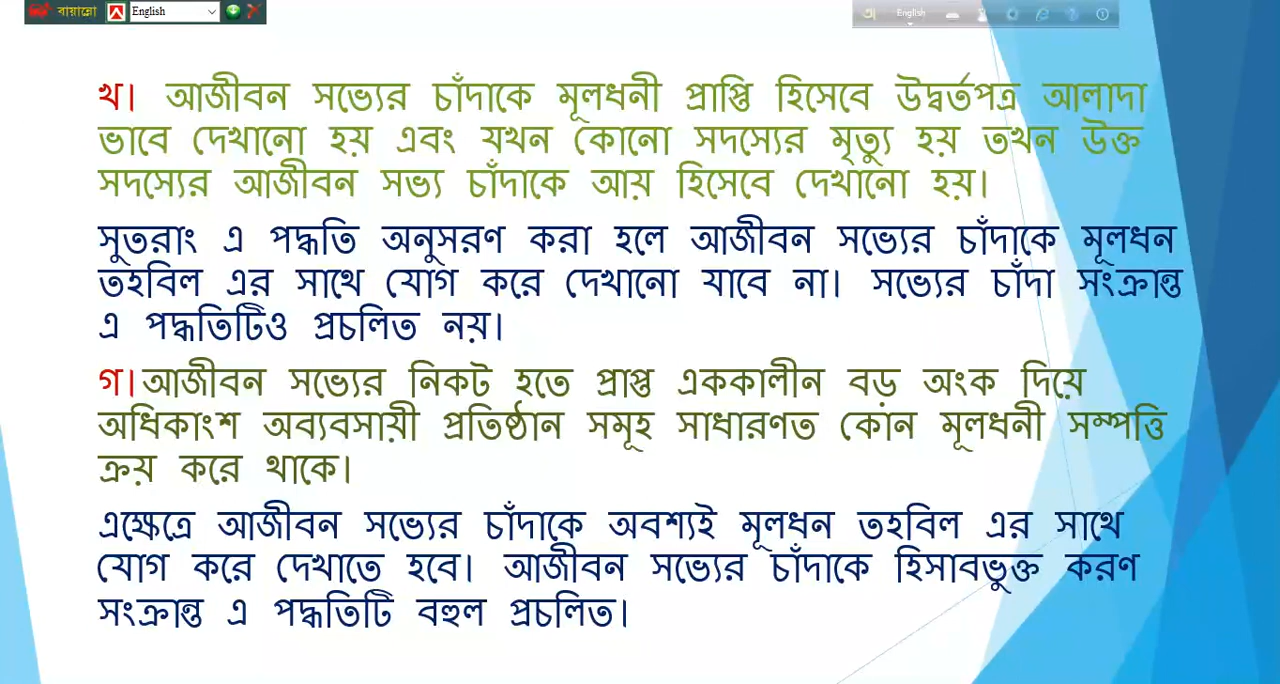 বায়ান্নো English
English
খ। আজীবন সভ্যের চাঁদাকে মূলধনী প্রাপ্তি হিসেবে উদ্বর্তপত্র আলাদা
ভাবে দেখানো হয় এবং যখন কোনো সদস্যের মৃত্যু হয় তখন উক্ত
সদস্যের আজীবন সভ্য চাঁদাকে আয় হিসেবে দেখানো হয়।
সুতরাং এ পদ্ধতি অনুসরণ করা হলে আজীবন সভ্যের চাঁদাকে মূলধন
তহবিল এর সাথে যোগ করে দেখানো যাবে না। সভ্যের চাঁদা সংক্রান্ত
এ পদ্ধতিটিও প্রচলিত নয়।
গ। আজীবন সভ্যের নিকট হতে প্রাপ্ত এককালীন বড় অংক দিয়ে
অধিকাংশ অব্যবসায়ী প্রতিষ্ঠান সমূহ সাধারণত কোন মূলধনী সম্পত্তি
ক্রয় করে থাকে।
এক্ষেত্রে আজীবন সভ্যের চাঁদাকে অবশ্যই মূলধন তহবিল এর সাথে
যোগ করে দেখাতে হবে। আজীবন সভ্যের চাঁদাকে হিসাবভুক্ত করণ
সংক্রান্ত এ পদ্ধতিটি বহুল প্রচলিত।